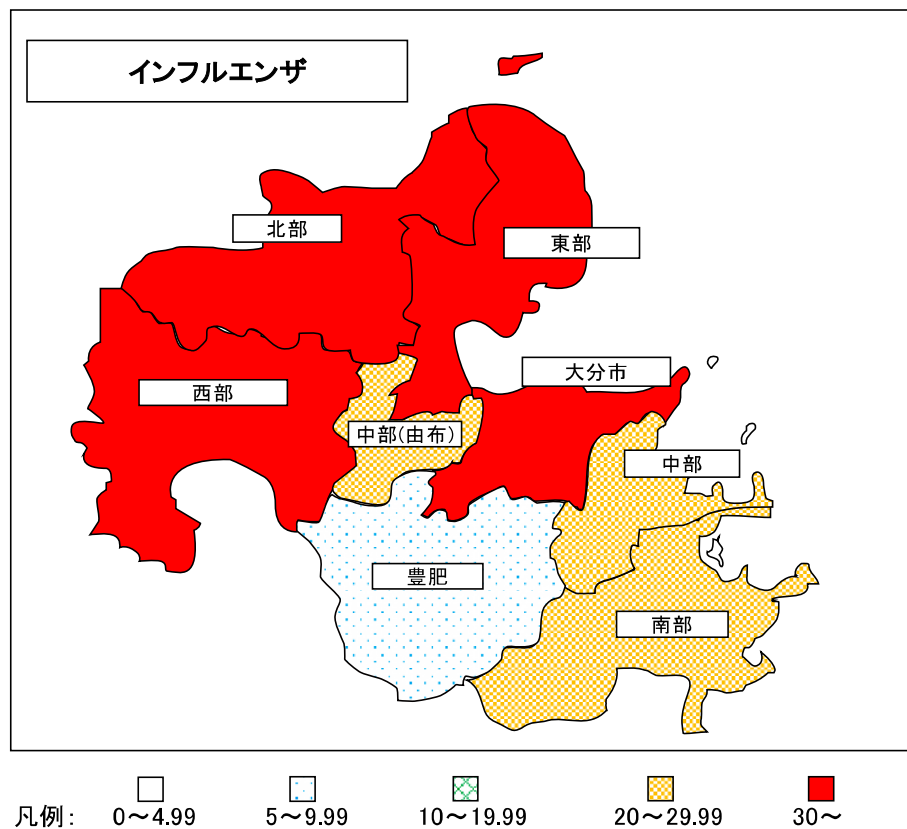 インフルエンザ
北部
東部
大分市
西部
中部(由布)
中部
豊肥
南部
凡例: 0～4.99 5～9.99 10～19.99 20～29.99 30～